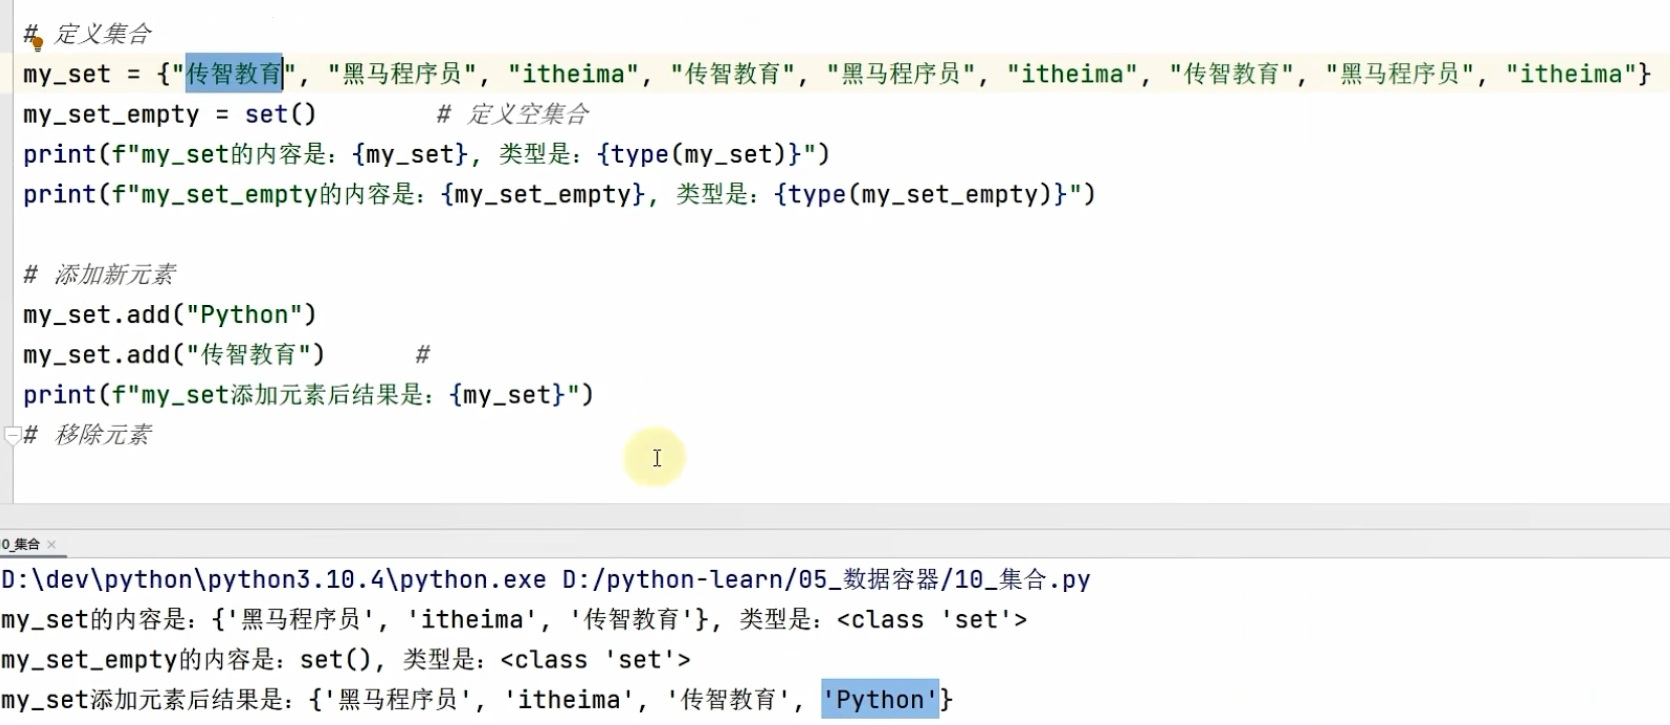 # 定义集合
my_set = {"传智教育", "黑马程序员", "itheima", "传智教育", "黑马程序员", "itheima", "传智教育", "黑马程序员", "itheima"}
my_set_empty = set()        # 定义空集合
print(f"my_set的内容是：{my_set}, 类型是：{type(my_set)}")
print(f"my_set_empty的内容是：{my_set_empty}, 类型是：{type(my_set_empty)}")
# 添加新元素
my_set.add("Python")
my_set.add("传智教育")      #
print(f"my_set添加元素后结果是：{my_set}")
# 移除元素
0_集合 ×
D:\dev\python\python3.10.4\python.exe D:/python-learn/05_数据容器/10_集合.py
my_set的内容是：{'黑马程序员', 'itheima', '传智教育'}, 类型是：<class 'set'>
my_set_empty的内容是：set(), 类型是：<class 'set'>
my_set添加元素后结果是：{'黑马程序员', 'itheima', '传智教育', 'Python'}